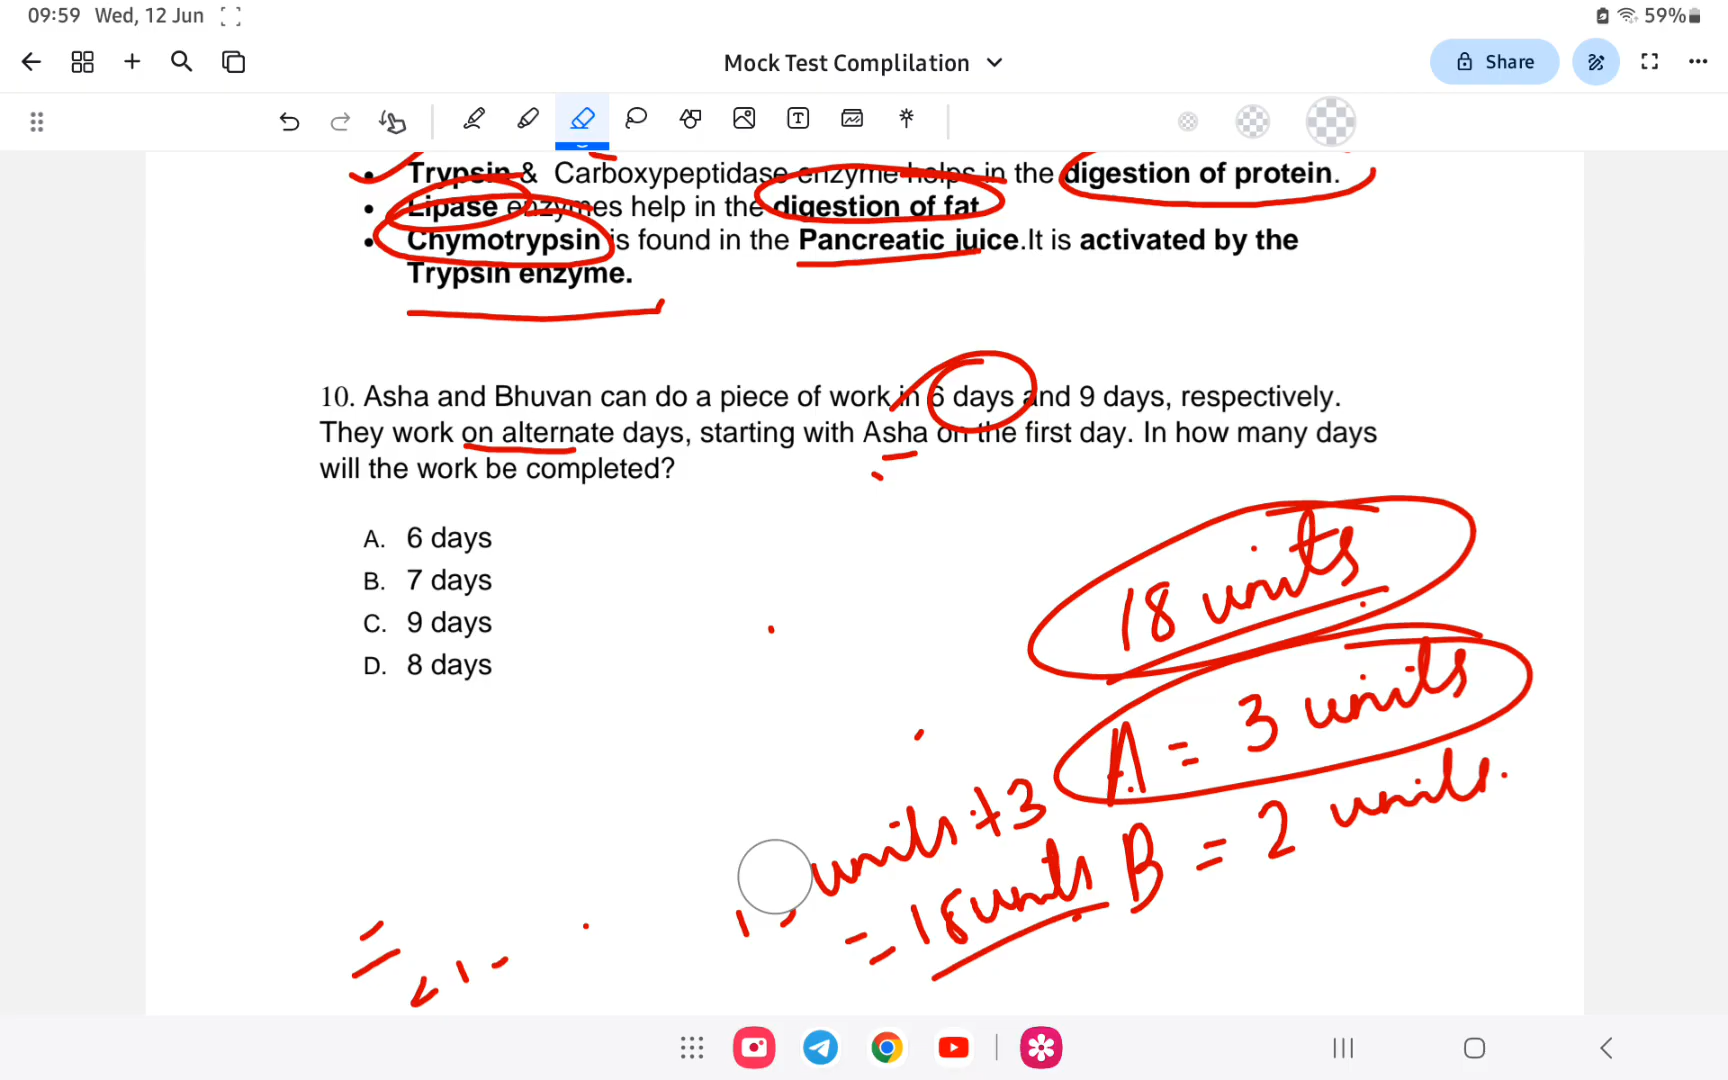 09:59 Wed, 12 Jun
59%
Mock Test Complilation
Share
• Trypsin & Carboxypeptidase enzyme helps in the digestion of protein.
• Lipase enzymes help in the digestion of fat
• Chymotrypsin is found in the Pancreatic juice.It is activated by the
Trypsin enzyme.
10. Asha and Bhuvan can do a piece of work in 6 days and 9 days, respectively.
They work on alternate days, starting with Asha on the first day. In how many days
will the work be completed?
A. 6 days
B. 7 days
C. 9 days
D. 8 days
18 units
A = 3 units
B = 2 units.
units +3
= 18 units